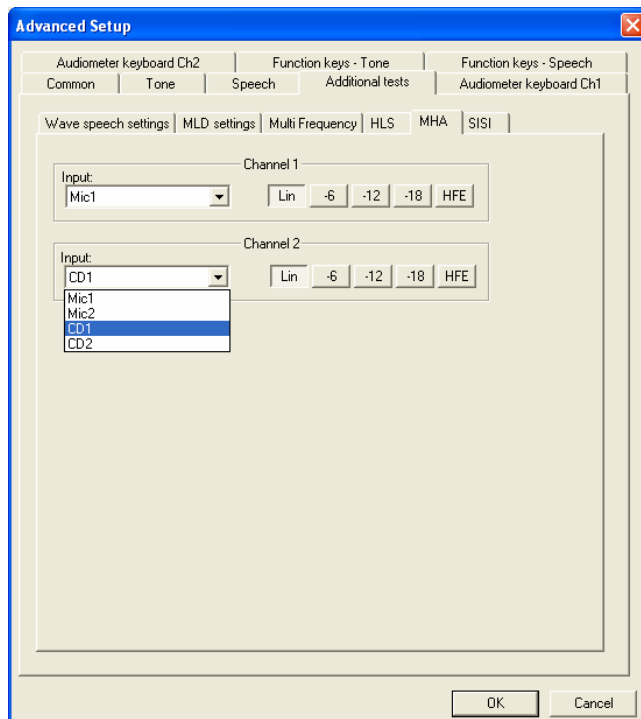 Advanced Setup
Audiometer keyboard Ch2 Function keys - Tone Function keys - Speech
Common Tone Speech Additional tests Audiometer keyboard Ch1
Wave speech settings MLD settings Multi Frequency HLS MHA SISI
Channel 1
Input:
Mic1 Lin -6 -12 -18 HFE
Channel 2
Input:
CD1 Lin -6 -12 -18 HFE
Mic1
Mic2
CD1
CD2
OK Cancel